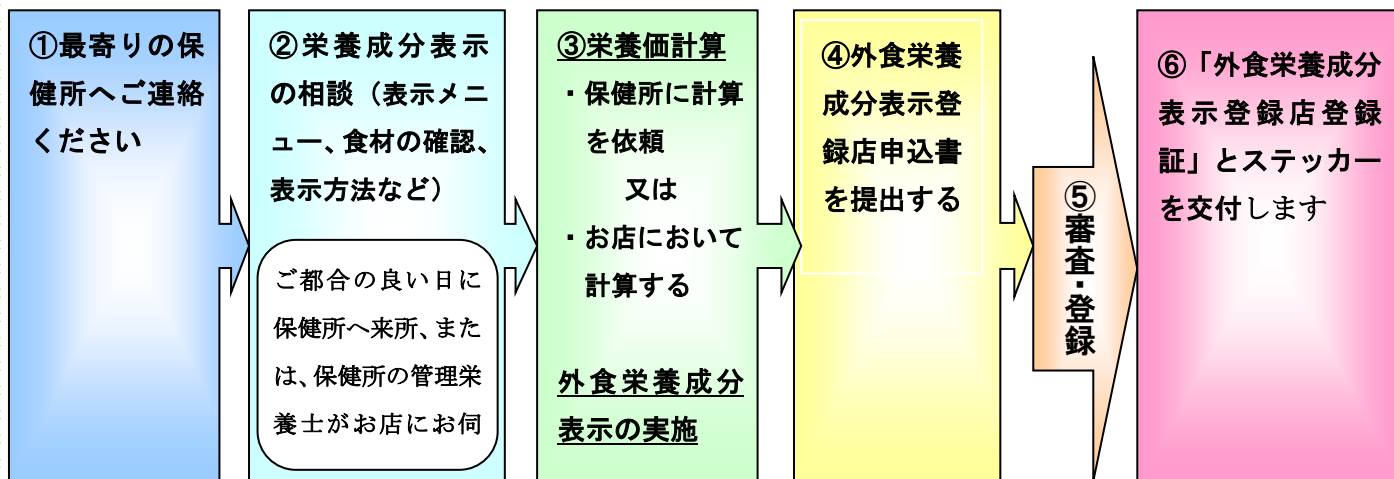 ①最寄りの保
健所へご連絡
ください
②栄養成分表示
の相談（表示メニ
ュー、食材の確認、
表示方法など）
ご都合の良い日に
保健所へ来所、また
は、保健所の管理栄
養士がお店にお伺
③栄養価計算
・保健所に計算
を依頼
又は
・お店において
計算する
外食栄養成分
表示の実施
④外食栄養
成分表示登
録店申込書
を提出する
⑤審査・登録
⑥「外食栄養成分
表示登録店登録
証」とステッカー
を交付します